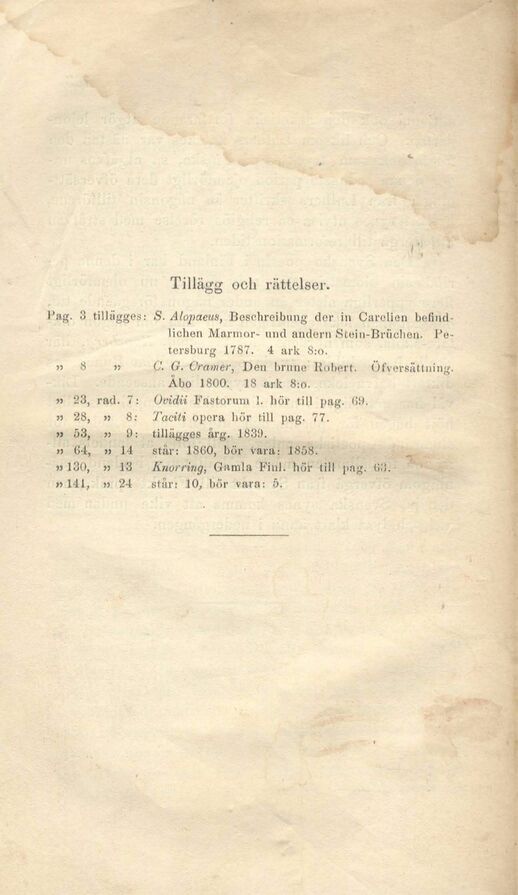 Tillägg och rättelser.
Pag. 3 tillägges: S. Alopaeus, Beschreibung der in Carelien befind-
lichen Marmor- und andern Stein-Brüchen. Pe-
tersburg 1787. 4 ark 8:o.
„ 8 „ C. G. Cramer, Den brune Robert. Öfversättning.
Åbo 1800. 18 ark 8:o.
„ 23, rad. 7: Ovidii Fastorum l. hör till pag. 69.
„ 28, „ 8: Taciti opera hör till pag. 77.
„ 53, „ 9: tillägges årg. 1839.
„ 64, „ 14 står: 1860, bör vara: 1858.
„ 130, „ 13 Knorring, Gamla Finl. hör till pag. 63.
„ 141, „ 24 står: 10, bör vara: 5.